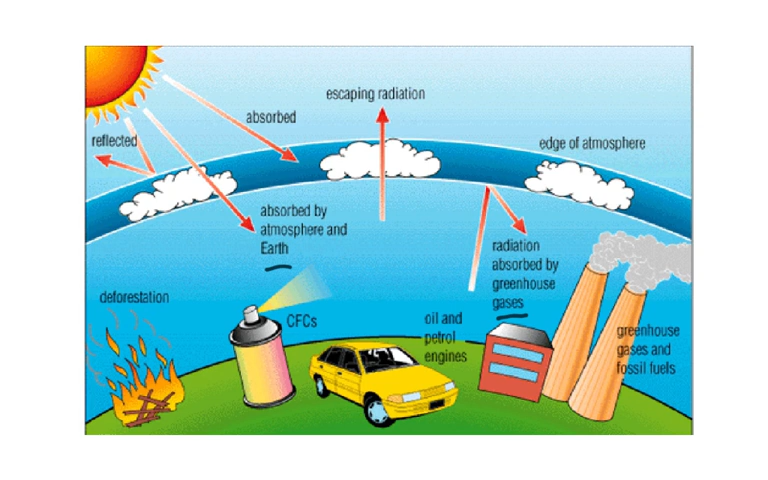 escaping radiation
absorbed
reflected
edge of atmosphere
absorbed by
atmosphere and
Earth
radiation
absorbed by
greenhouse
gases
deforestation
CFCs
oil and
petrol
engines
greenhouse
gases and
fossil fuels